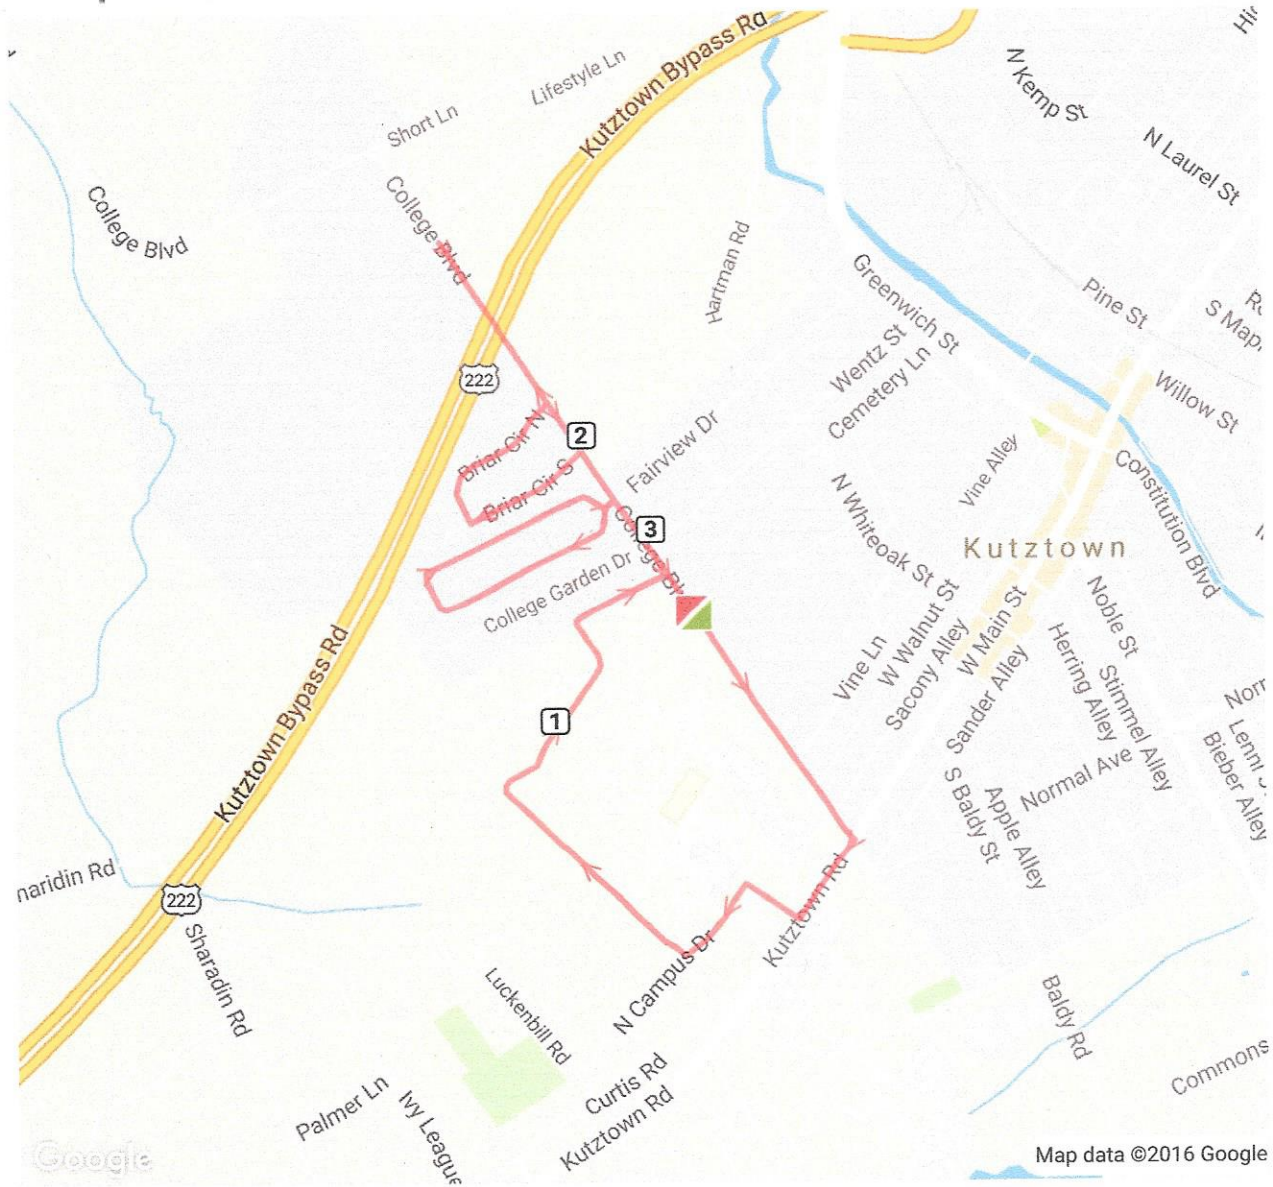 Lifestyle Ln
Kutztown Bypass Rd
N Kemp St
Short Ln
N Laurel St
College Blvd
College Blvd
Hartman Rd
Greenwich St
Pine St
S Map
Wentz St
Cemetery Ln
Willow St
222
2
Briar Cir N
Briar Cir S
Fairview Dr
Vine Alley
Constitution Blvd
N Whiteoak St
3
College Bl
Kutztown
College Garden Dr
Noble St
W Walnut St
W Main St
Vine Ln
Sacony Alley
Sander Alley
Herring Alley
Stimmel Alley
Kutztown Bypass Rd
1
Normal Ave
Bieber Alley
S Baldy St
Apple Alley
naridin Rd
222
Sharadin Rd
Kutztown Rd
N Campus Dr
Luckenbill Rd
Baldy Rd
Commons
Curtis Rd
Kutztown Rd
Palmer Ln
Ivy League
Google
Map data ©2016 Google